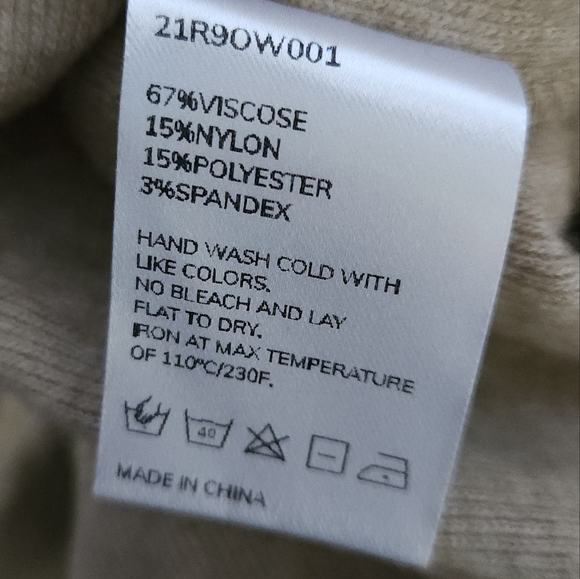 21R9OW001
67%VISCOSE
15%NYLON
15%POLYESTER
3%SPANDEX
HAND WASH COLD WITH
LIKE COLORS.
NO BLEACH AND LAY
FLAT TO DRY.
IRON AT MAX TEMPERATURE
OF 110°C/230F.
40
MADE IN CHINA